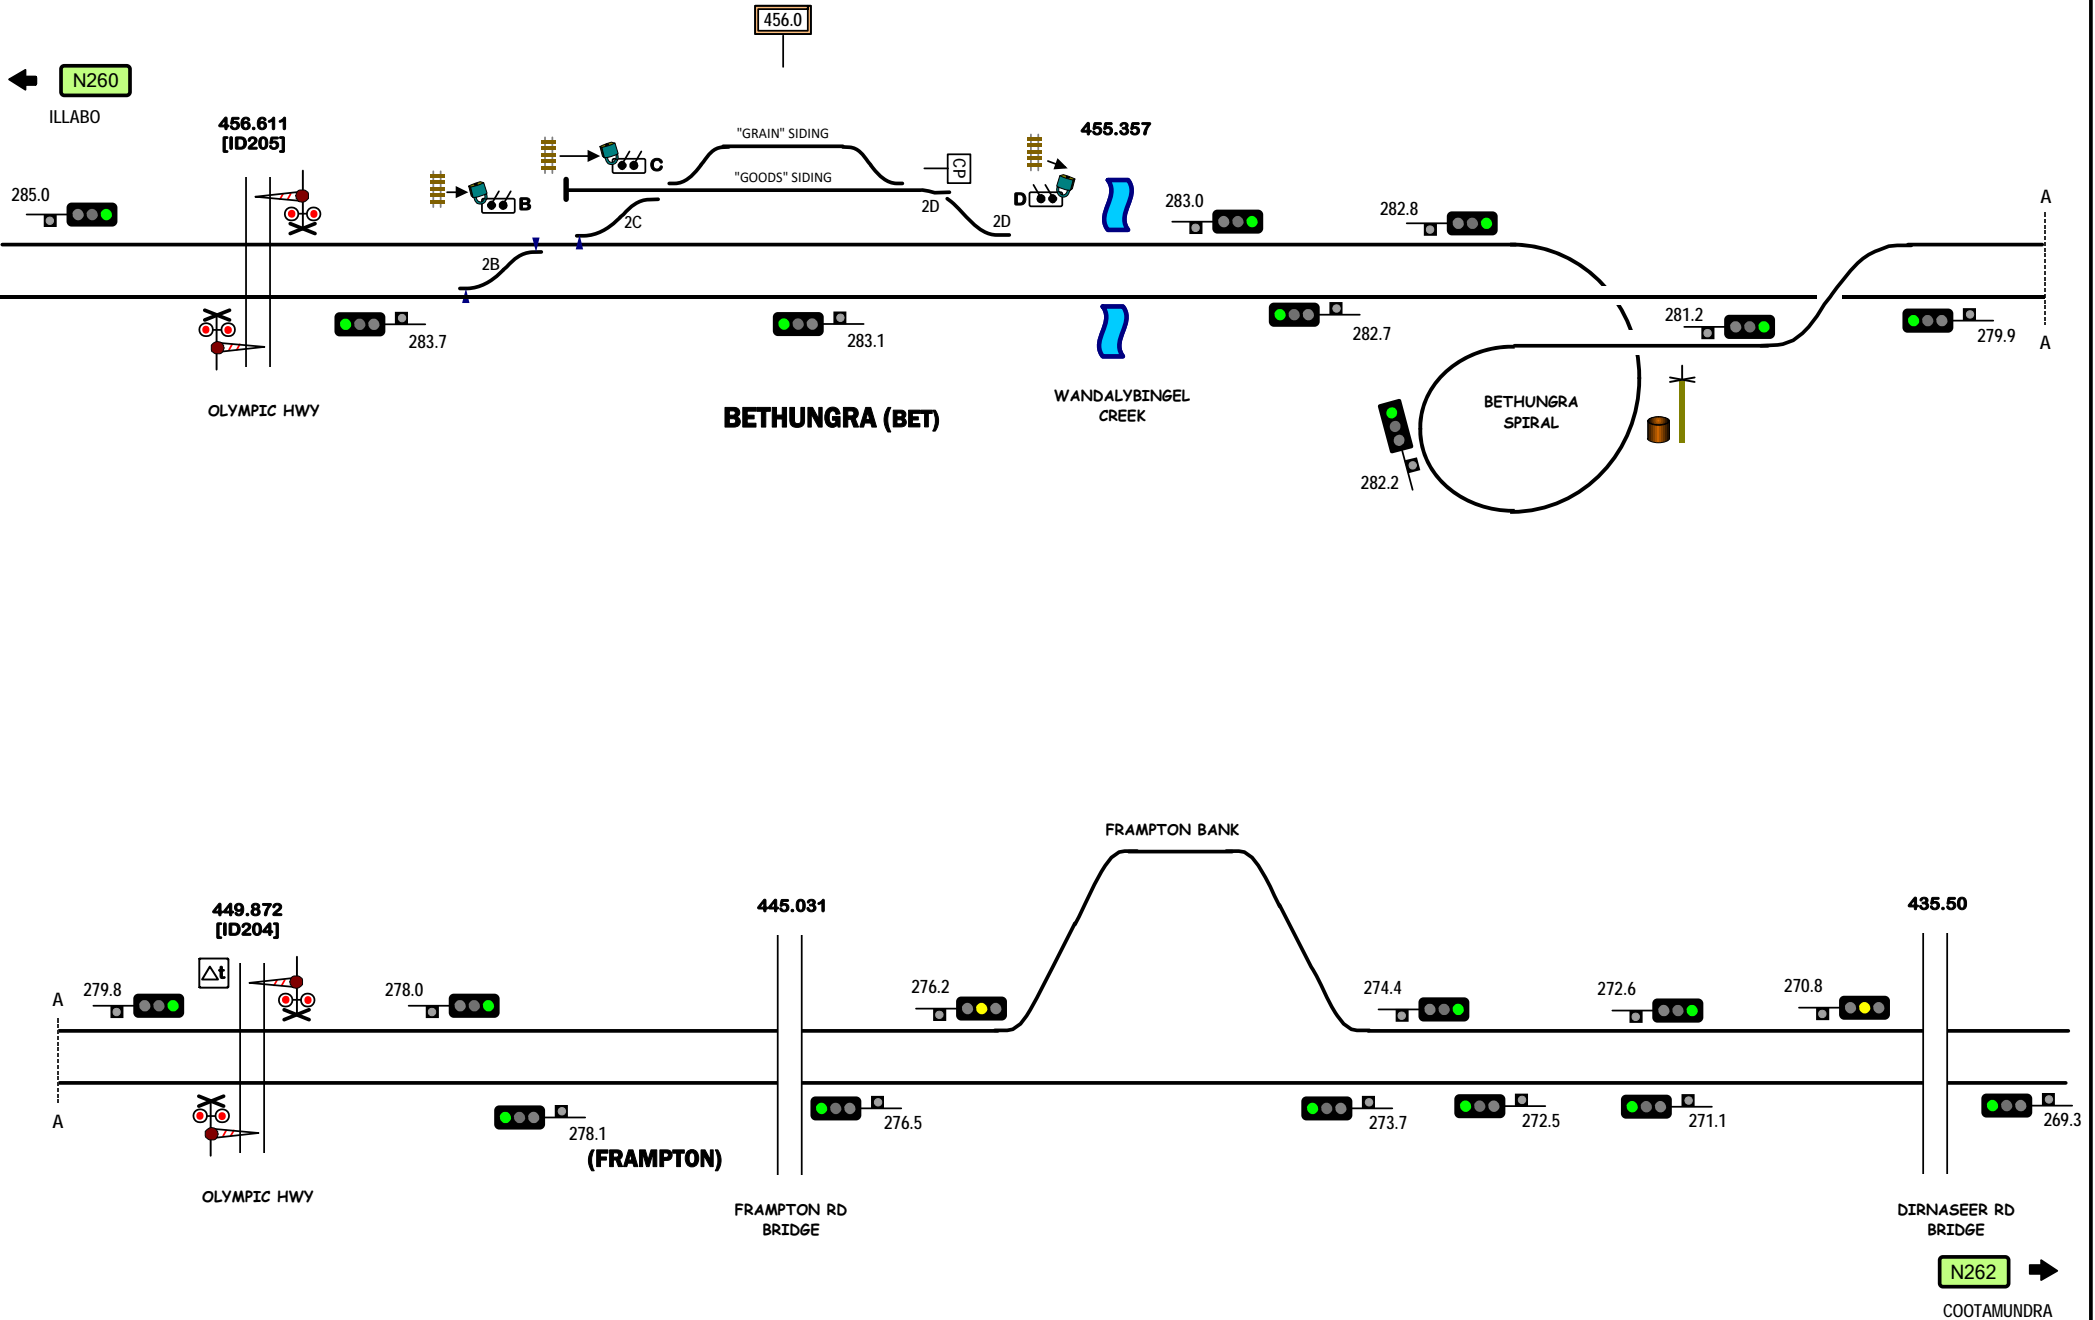 456.0
N260
ILLABO
456.611
[ID205]
"GRAIN" SIDING
455.357
C
"GOODS" SIDING
CP
285.0
B
D
2C
2D
2D
283.0
282.8
A
2B
283.7
283.1
282.7
281.2
279.9
A
OLYMPIC HWY
BETHUNGRA (BET)
WANDALYBINGEL
CREEK
BETHUNGRA
SPIRAL
282.2
FRAMPTON BANK
449.872
[ID204]
445.031
435.50
Δt
A
279.8
278.0
276.2
274.4
272.6
270.8
A
278.1
276.5
273.7
272.5
271.1
269.3
(FRAMPTON)
OLYMPIC HWY
FRAMPTON RD
BRIDGE
DIRNASEER RD
BRIDGE
N262
COOTAMUNDRA